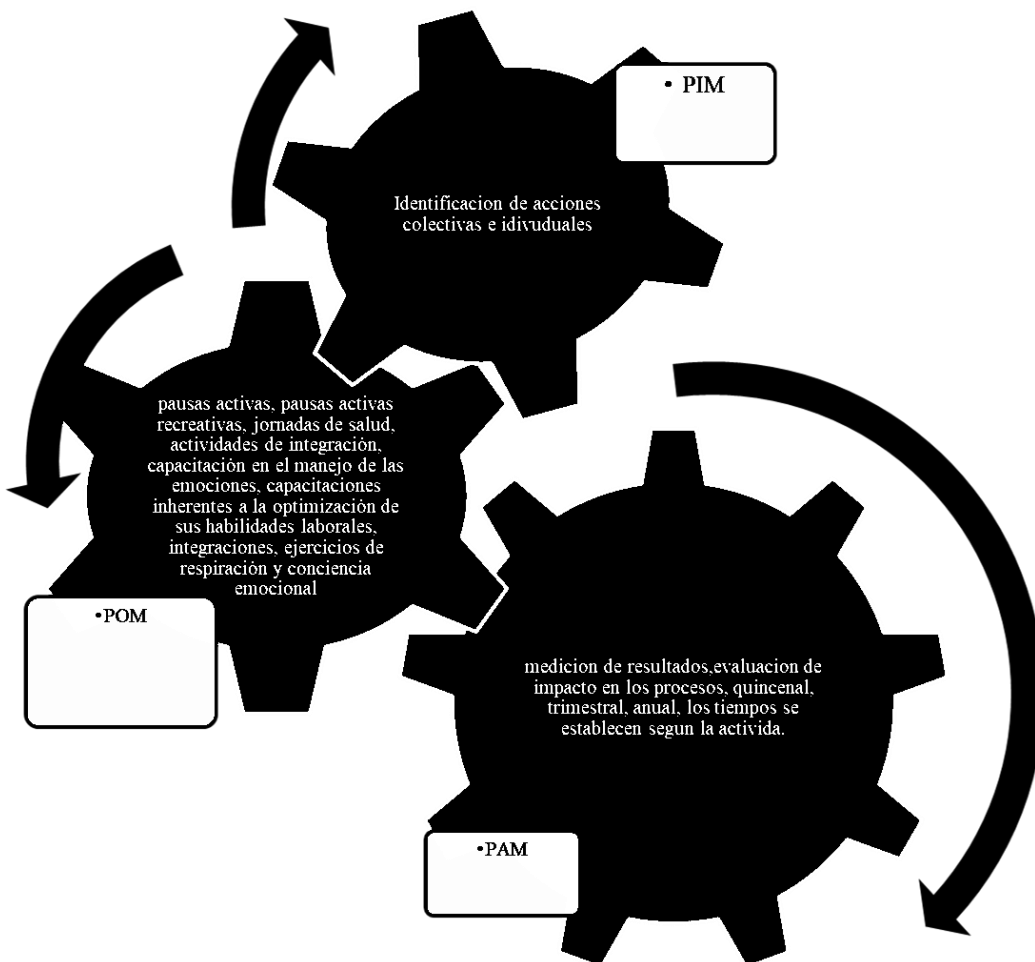 • PIM
Identificacion de acciones
colectivas e idivuduales
pausas activas, pausas activas
recreativas, jornadas de salud,
actividades de integración,
capacitación en el manejo de las
emociones, capacitaciones
inherentes a la optimización de
sus habilidades laborales,
integraciones, ejercicios de
respiración y conciencia
emocional
•POM
medicion de resultados,evaluacion de
impacto en los procesos, quincenal,
trimestral, anual, los tiempos se
establecen segun la activida.
•PAM